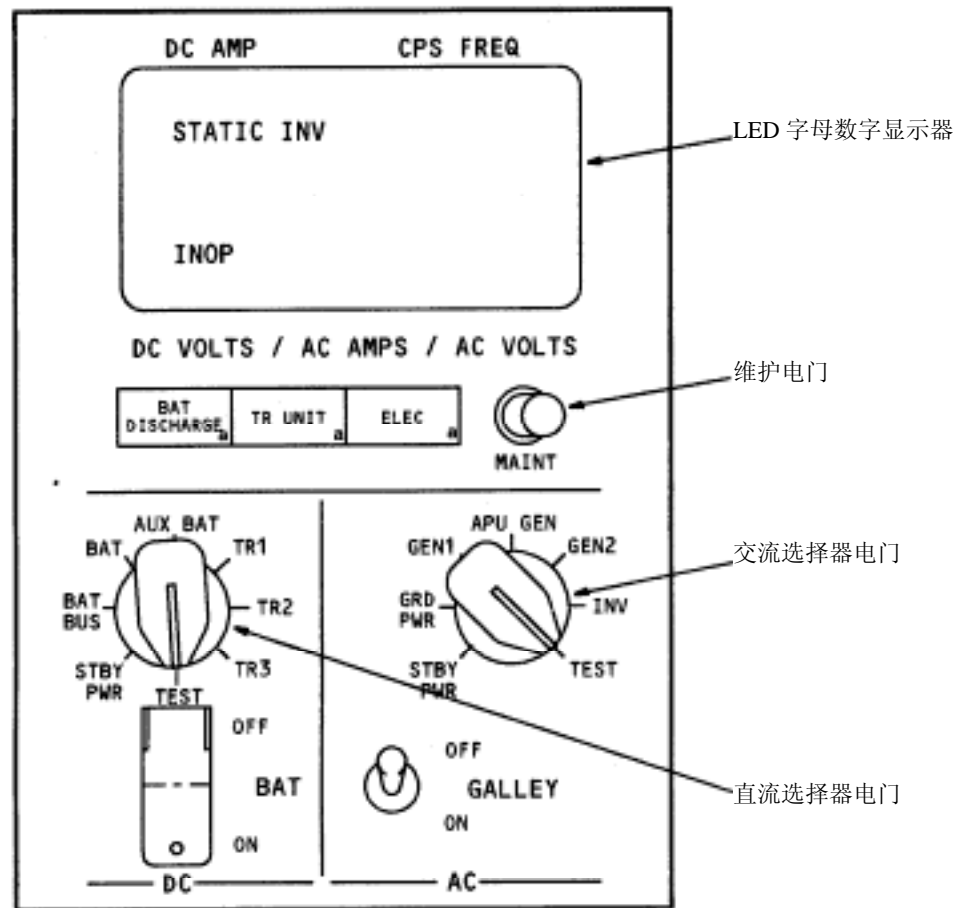 DC AMP CPS FREQ
STATIC INV
INOP
LED 字母数字显示器
DC VOLTS / AC AMPS / AC VOLTS
BAT DISCHARGE a
TR UNIT a
ELEC a
MAINT
维护电门
AUX BAT
BAT
TR1
BAT BUS
TR2
STBY PWR
TR3
TEST
APU GEN
GEN1
GEN2
GRD PWR
INV
STBY PWR
TEST
交流选择器电门
OFF
BAT
ON
DC
OFF
GALLEY
ON
AC
直流选择器电门